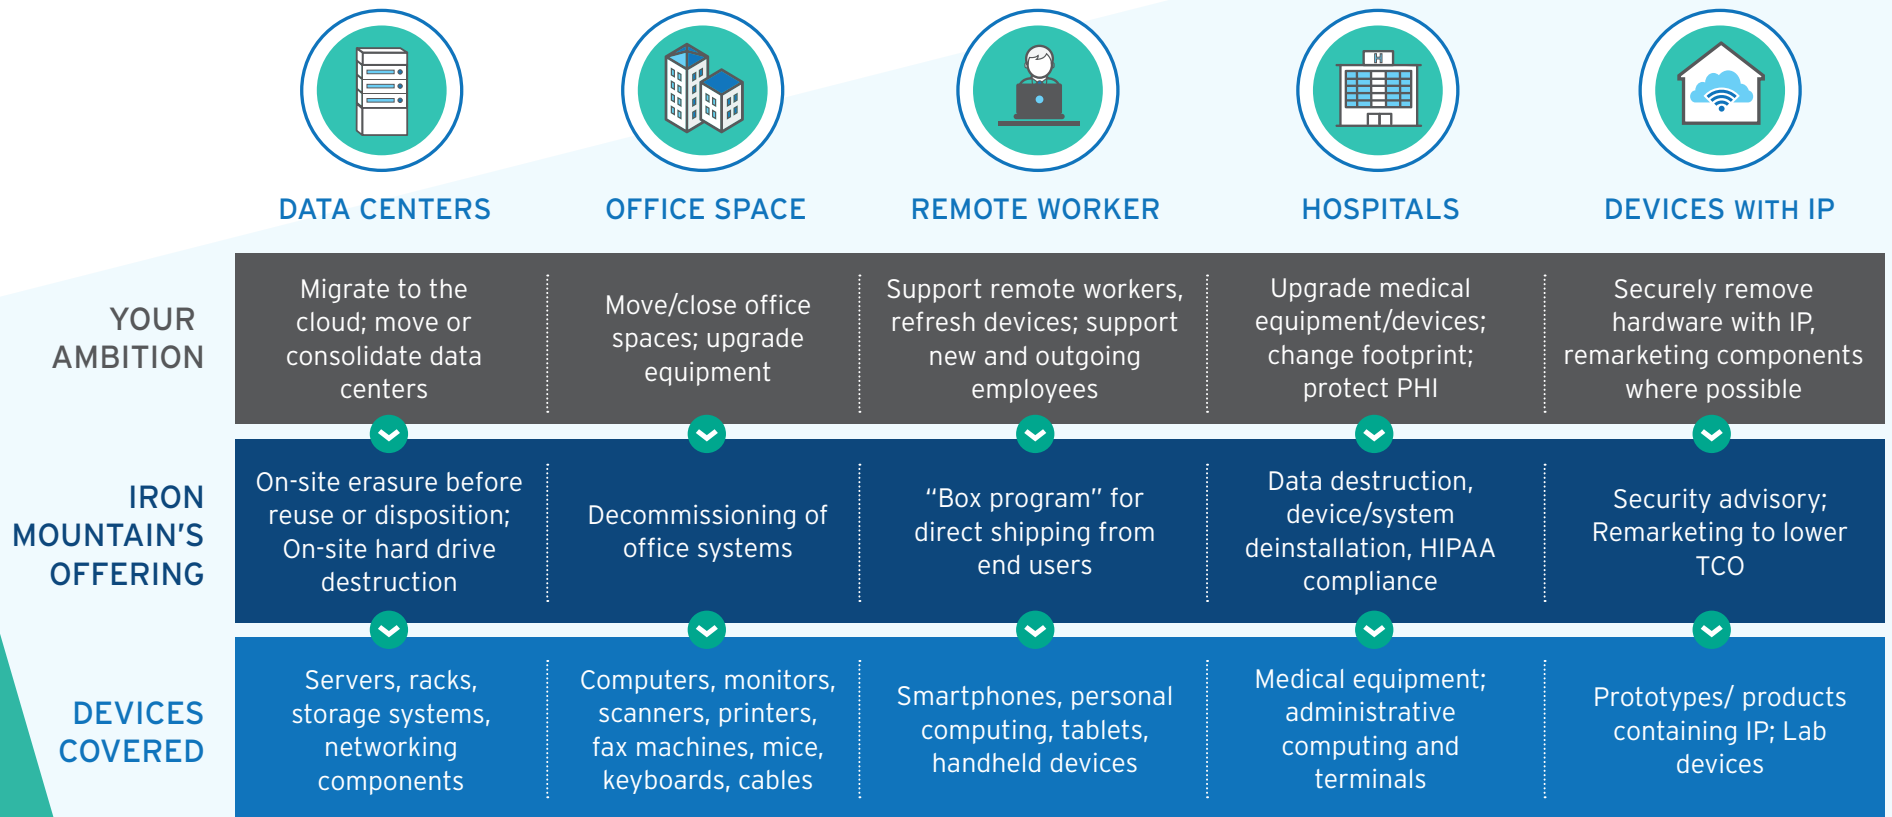 H
DATA CENTERS
OFFICE SPACE
REMOTE WORKER
HOSPITALS
DEVICES WITH IP
YOUR
AMBITION
Migrate to the
cloud; move or
consolidate data
centers
Move/close office
spaces; upgrade
equipment
Support remote workers,
refresh devices; support
new and outgoing
employees
Upgrade medical
equipment/devices;
change footprint;
protect PHI
Securely remove
hardware with IP,
remarketing components
where possible
IRON
MOUNTAIN'S
OFFERING
On-site erasure before
reuse or disposition;
On-site hard drive
destruction
Decommissioning of
office systems
“Box program” for
direct shipping from
end users
Data destruction,
device/system
deinstallation, HIPAA
compliance
Security advisory;
Remarketing to lower
TCO
DEVICES
COVERED
Servers, racks,
storage systems,
networking
components
Computers, monitors,
scanners, printers,
fax machines, mice,
keyboards, cables
Smartphones, personal
computing, tablets,
handheld devices
Medical equipment;
administrative
computing and
terminals
Prototypes/ products
containing IP; Lab
devices